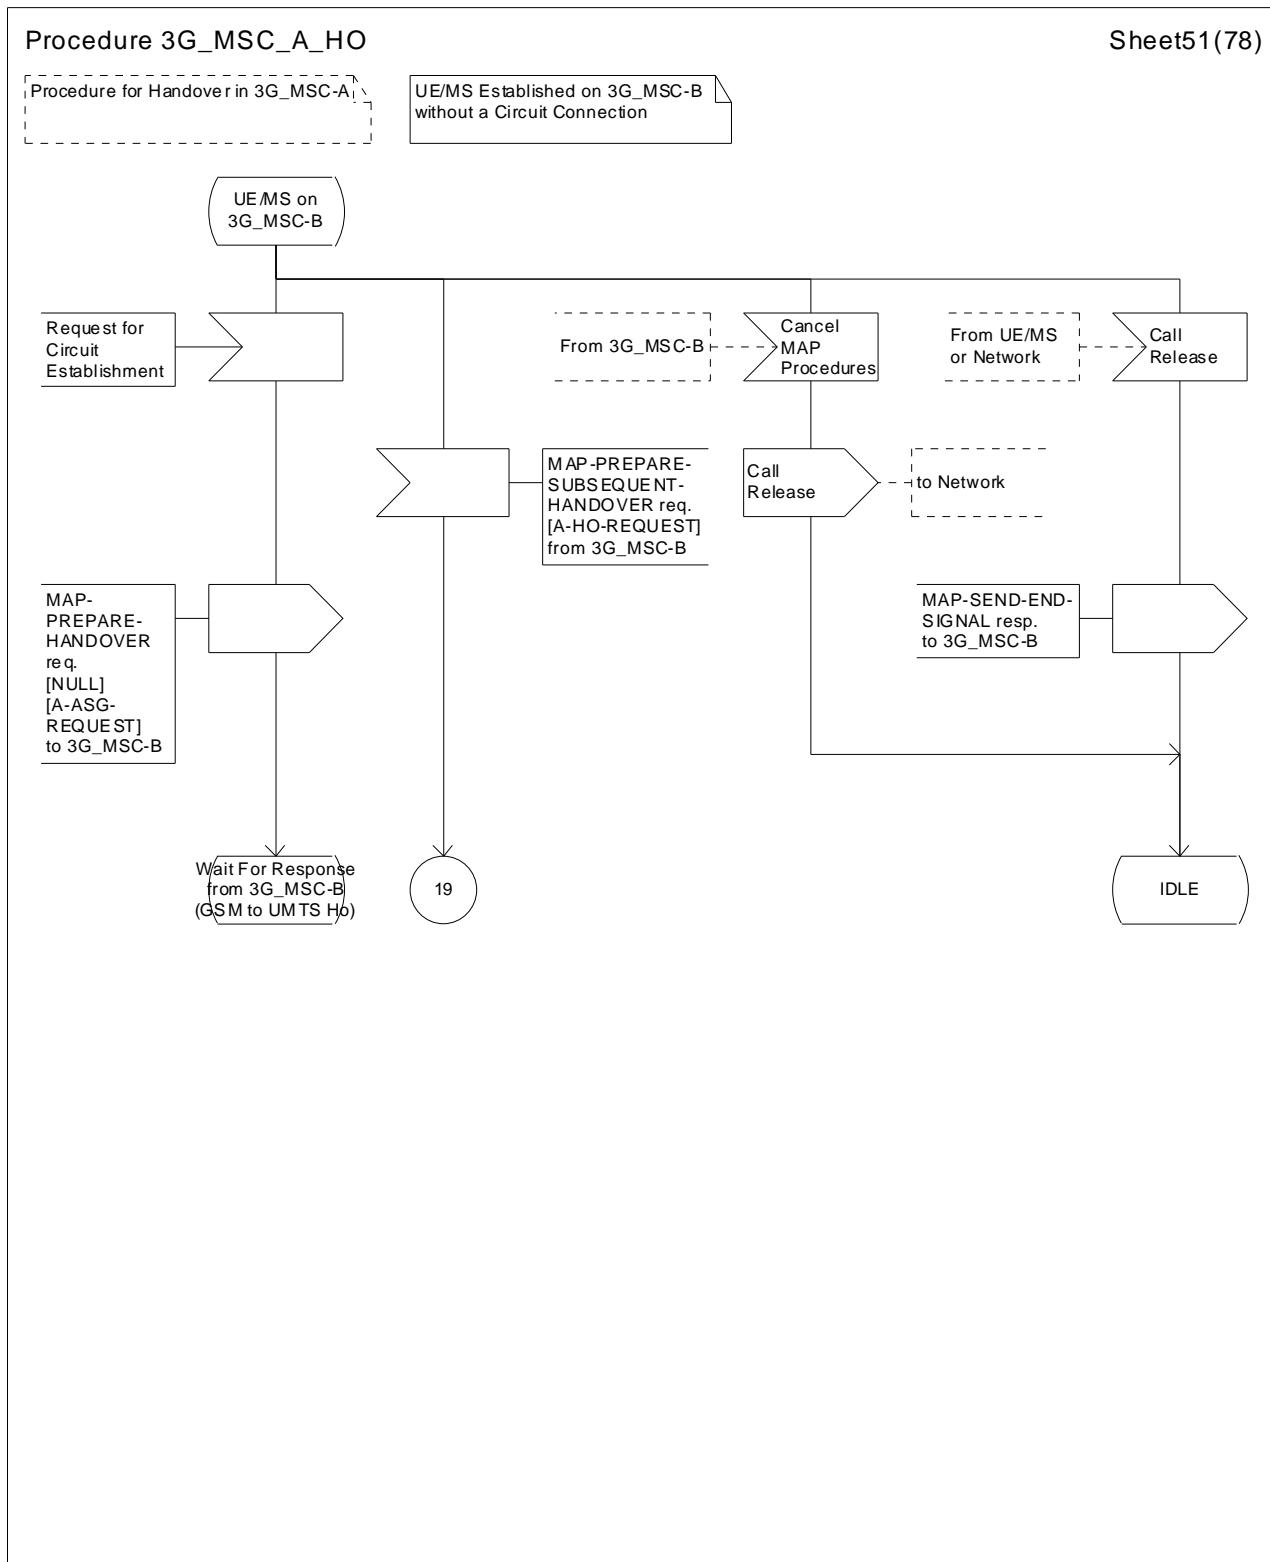 Procedure 3G_MSC_A_HO
Sheet51(78)
Procedure for Handover in 3G_MSC-A
UE/MS Established on 3G_MSC-B
without a Circuit Connection
UE/MS on
3G_MSC-B
Request for
Circuit
Establishment
From 3G_MSC-B
Cancel
MAP
Procedures
From UE/MS
or Network
Call
Release
MAP-PREPARE-
SUBSEQUENT-
HANDOVER req.
[A-HO-REQUEST]
from 3G_MSC-B
Call
Release
to Network
MAP-
PREPARE-
HANDOVER
req.
[NULL]
[A-ASG-
REQUEST]
to 3G_MSC-B
MAP-SEND-END-
SIGNAL resp.
to 3G_MSC-B
Wait For Response
from 3G_MSC-B
(GSM to UMTS Ho)
19
IDLE